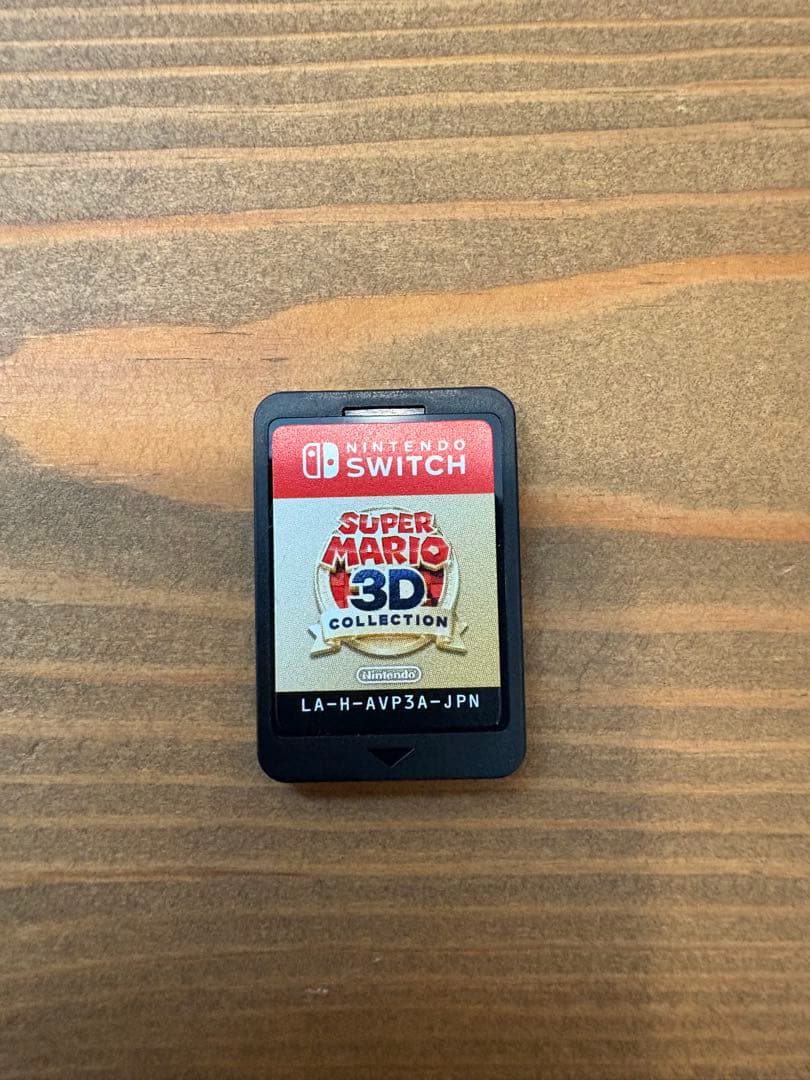 NINTENDO
SWITCH
SUPER
MARIO
3D
COLLECTION
Nintendo
LA-H-AVP3A-JPN